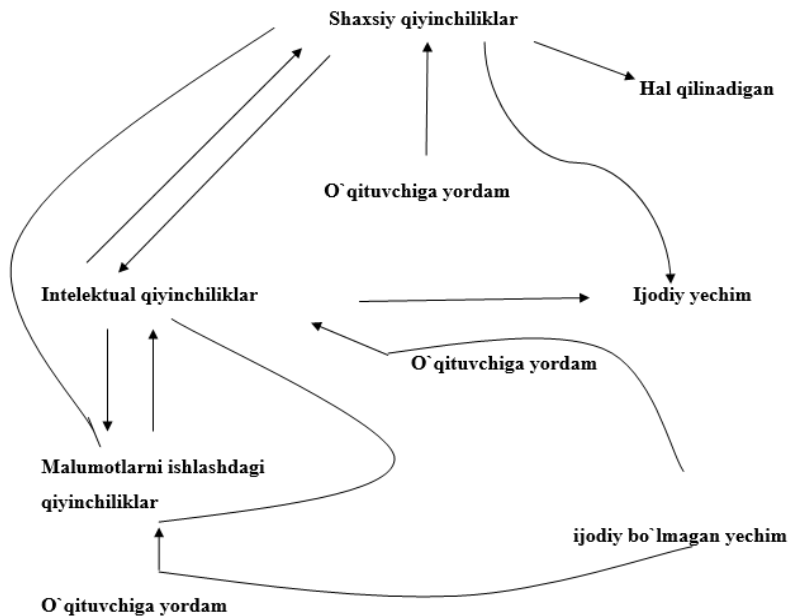 Shaxsiy qiyinchiliklar
Hal qilinadigan
O`qituvchiga yordam
Intelektual qiyinchiliklar
Ijodiy yechim
O`qituvchiga yordam
Malumotlarni ishlashdagi
qiyinchiliklar
ijodiy bo`lmagan yechim
O`qituvchiga yordam